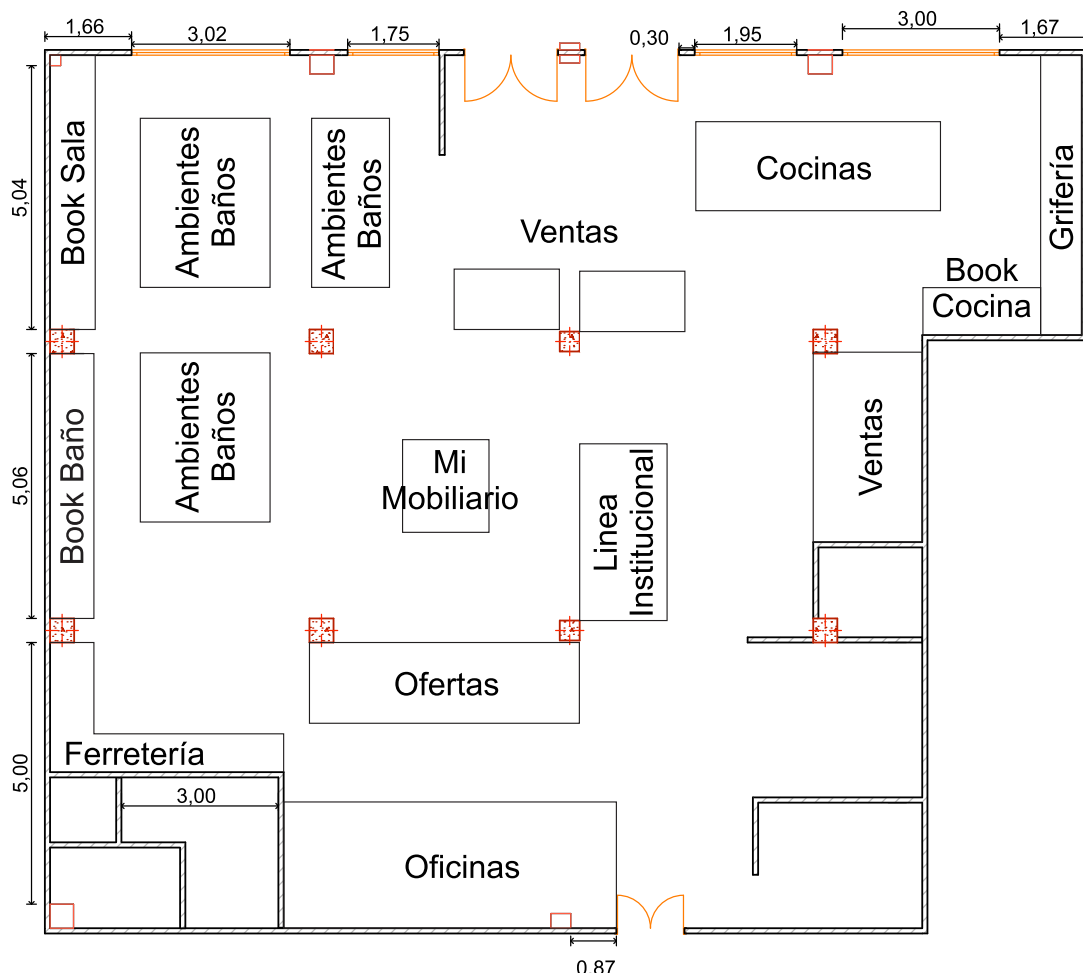 1,66
3,02
1,75
0,30
1,95
3,00
1,67
5,04
Book Sala
Ambientes
Baños
Ambientes
Baños
Ventas
Cocinas
Grifería
Book
Cocina
5,06
Book Baño
Ambientes
Baños
Mi
Mobiliario
Linea
Institucional
Ventas
Ofertas
5,00
Ferretería
3,00
Oficinas
0,87